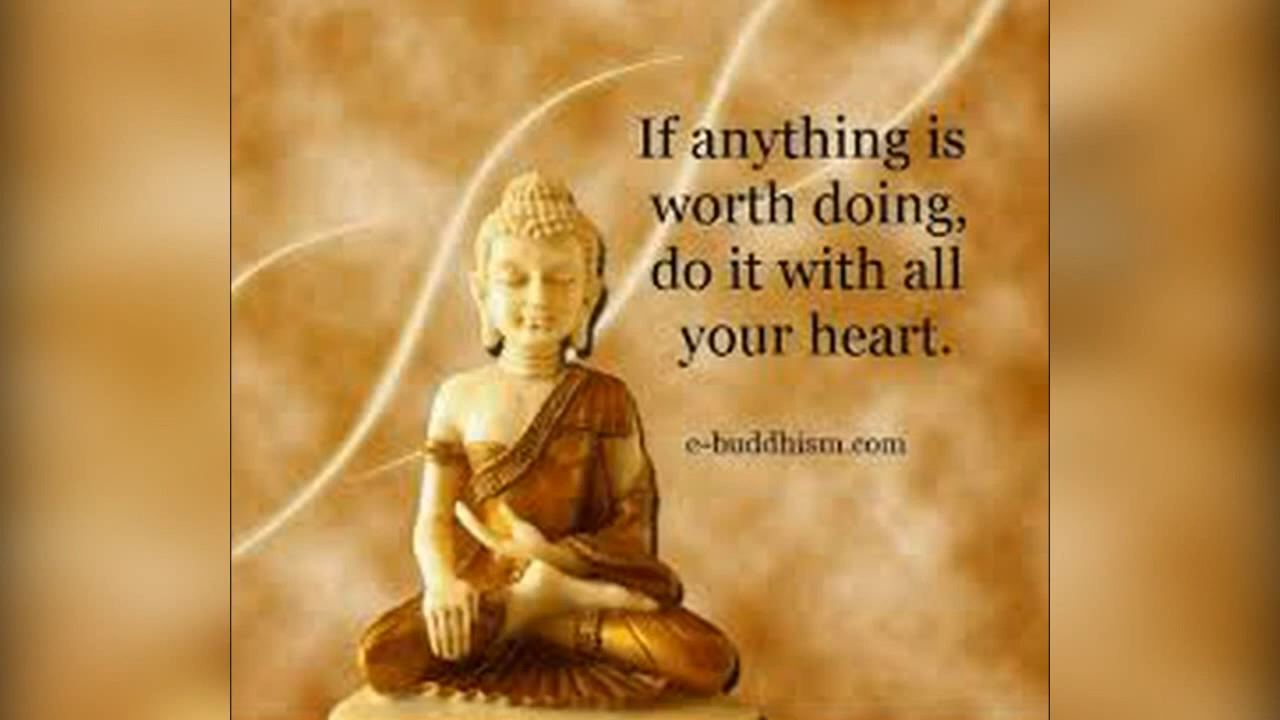 If anything is
worth doing,
do it with all
your heart.
e-buddhism.com